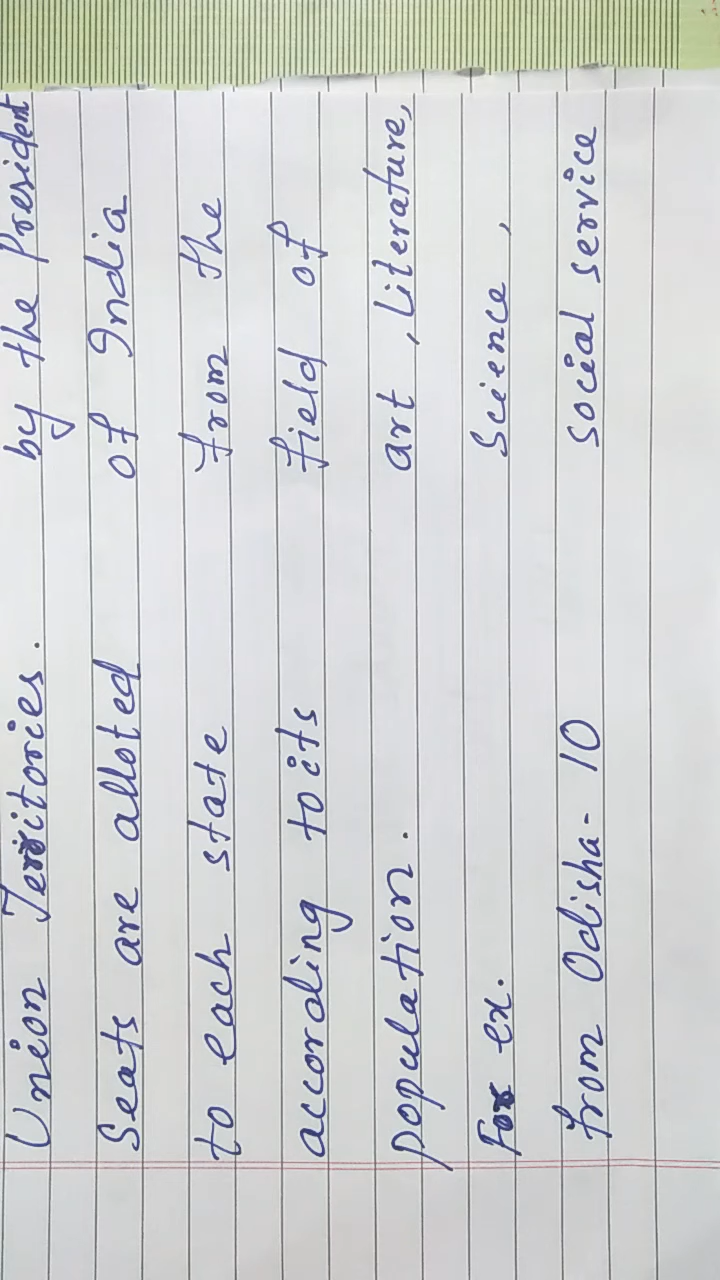 Union Territories. by the President
Seats are alloted of India
to each state from the
according to its field of
population. art, Literature,
For ex. Science,
from Odisha - 10 social service